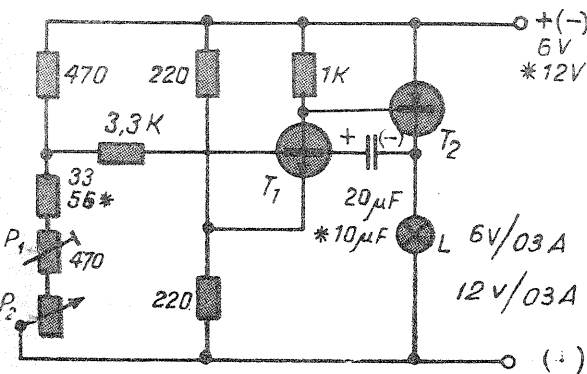 +(-)
6V
*12V
470
220
1K
3,3K
+
(-)
T2
T1
33
56*
20µF
*10µF
P1
470
L
6V/03A
12V/03A
P2
220
(+)